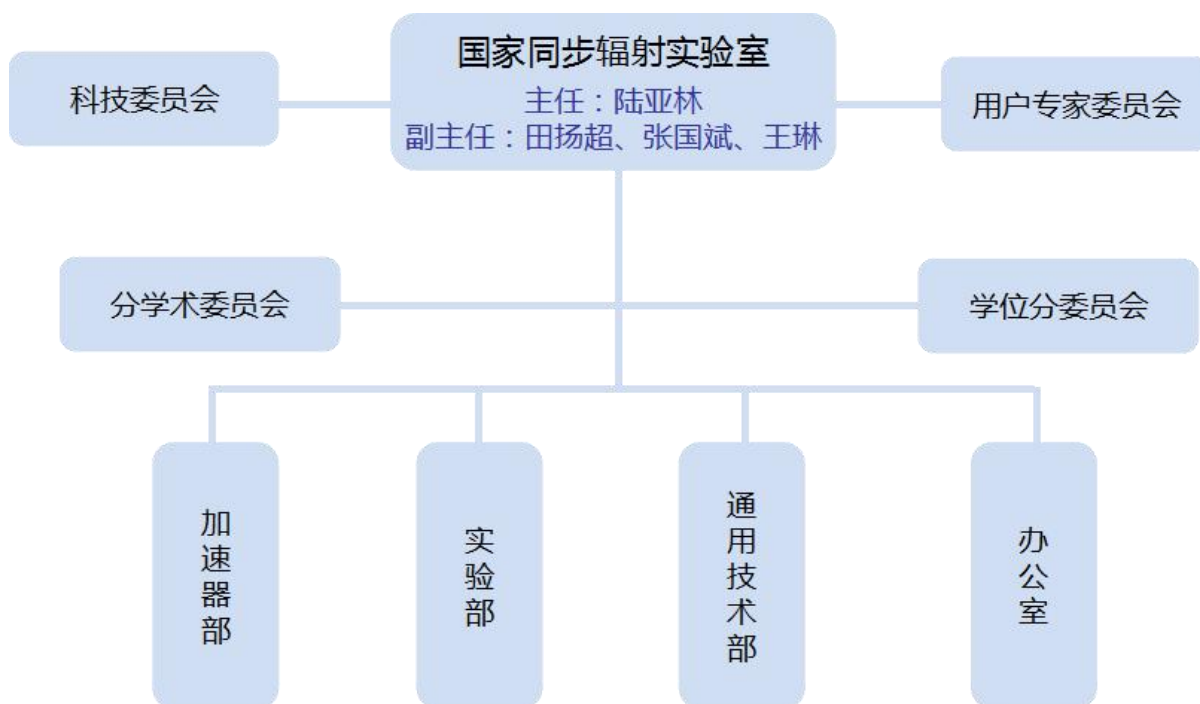 国家同步辐射实验室
主任：陆亚林
副主任：田扬超、张国斌、王琳
科技委员会
用户专家委员会
分学术委员会
学位分委员会
加速器部
实验部
通用技术部
办公室